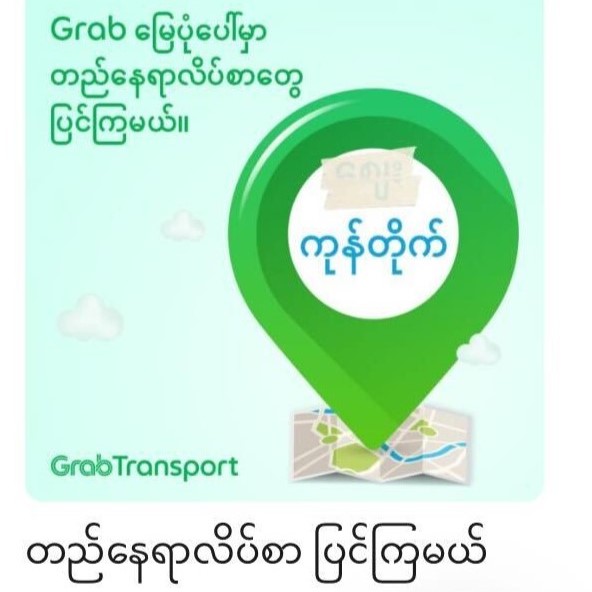 Grab မြေပုံပေါ်မှာ
တည်နေရာလိပ်စာတွေ
ပြင်ကြမယ်။
ကုန်တိုက်
GrabTransport
တည်နေရာလိပ်စာ ပြင်ကြမယ်